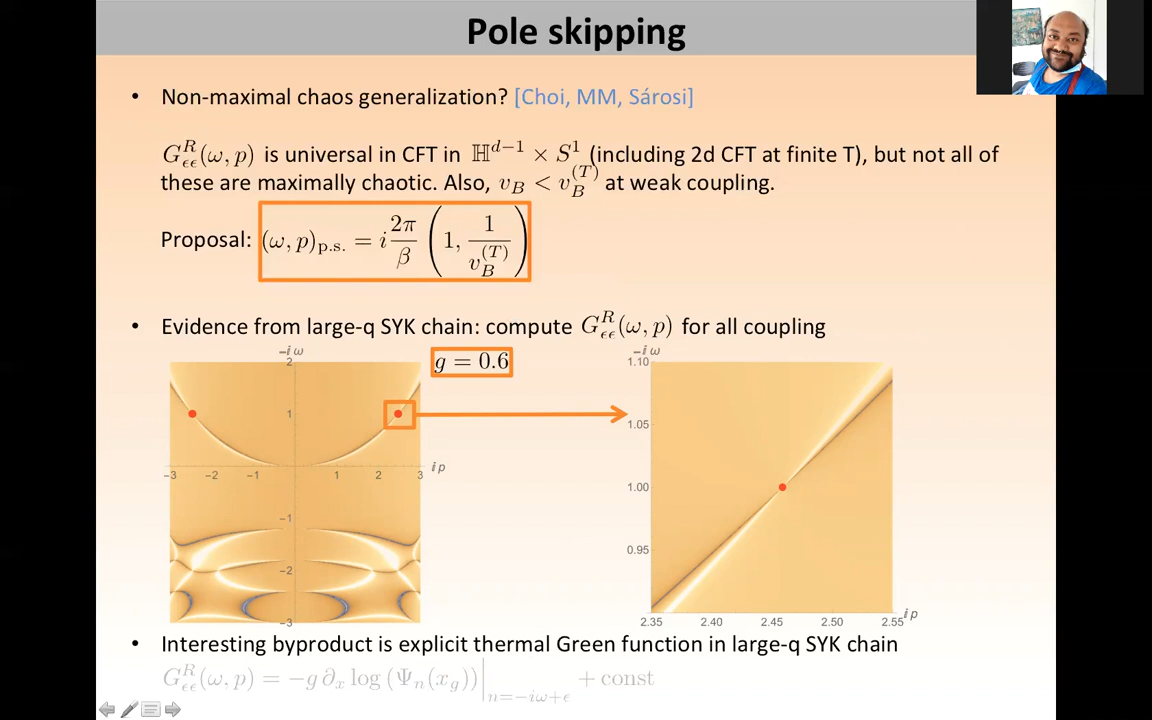 Pole skipping
• Non-maximal chaos generalization? [Choi, MM, Sárosi]
G^R_{ϵϵ}(ω, p) is universal in CFT in ℍ^{d−1} × S^1 (including 2d CFT at finite T), but not all of
these are maximally chaotic. Also, v_B < v_B^{(T)} at weak coupling.
Proposal: (ω, p)_{p.s.} = i 2π/β (1, 1/v_B^{(T)})
• Evidence from large-q SYK chain: compute G^R_{ϵϵ}(ω, p) for all coupling
g = 0.6
-i ω
2
1
-1
-2
-3
-3 -2 -1 1 2 3
i p
-i ω
1.10
1.05
1.00
0.95
2.35 2.40 2.45 2.50 2.55
i p
• Interesting byproduct is explicit thermal Green function in large-q SYK chain
G^R_{ϵϵ}(ω, p) = −g ∂_x log (Ψ_n(x_g))|_{n=−iω+ϵ} + const